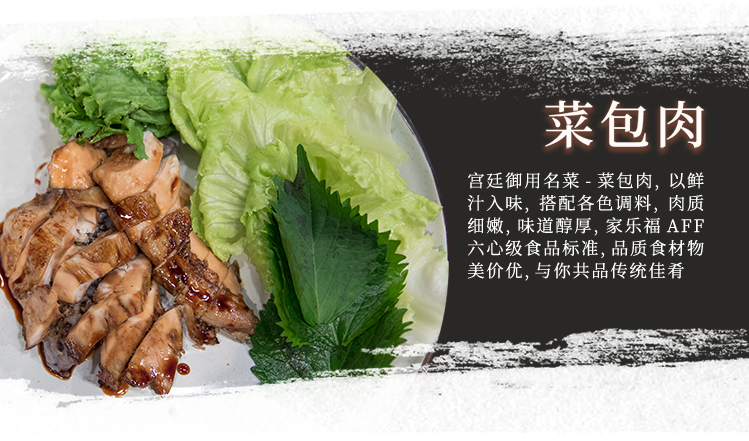 菜包肉
宫廷御用名菜 - 菜包肉, 以鲜
汁入味, 搭配各色调料, 肉质
细嫩, 味道醇厚, 家乐福 AFF
六心级食品标准, 品质食材物
美价优, 与你共品传统佳肴